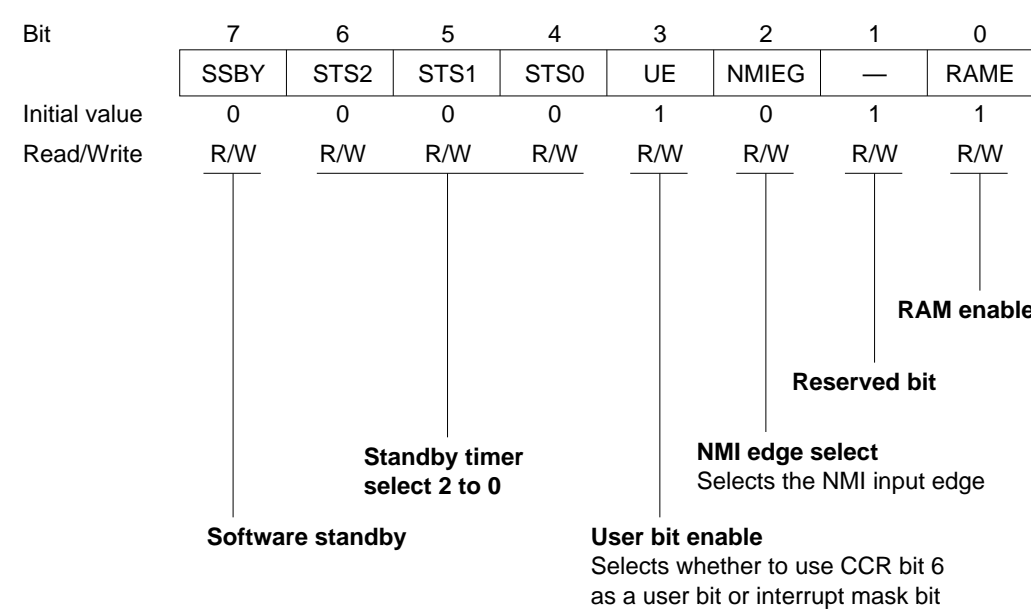 Bit 7 6 5 4 3 2 1 0
SSBY STS2 STS1 STS0 UE NMIEG — RAME
Initial value 0 0 0 0 1 0 1 1
Read/Write R/W R/W R/W R/W R/W R/W R/W R/W
RAM enable
Reserved bit
Standby timer
select 2 to 0
NMI edge select
Selects the NMI input edge
Software standby
User bit enable
Selects whether to use CCR bit 6
as a user bit or interrupt mask bit